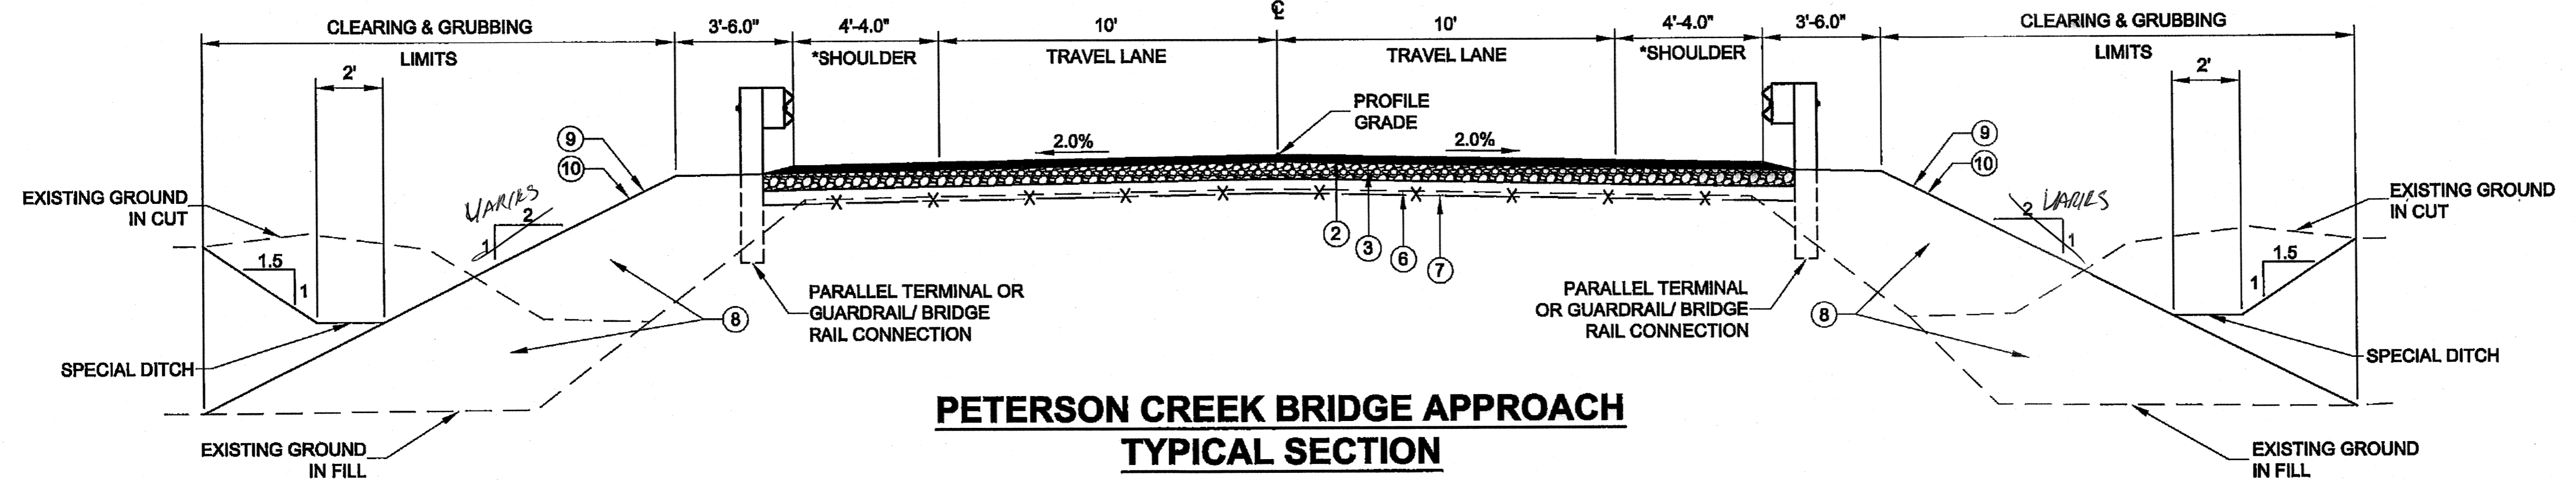 ℄
CLEARING & GRUBBING
LIMITS
3'-6.0"
4'-4.0"
*SHOULDER
10'
TRAVEL LANE
10'
TRAVEL LANE
4'-4.0"
*SHOULDER
3'-6.0"
CLEARING & GRUBBING
LIMITS
2'
2'
PROFILE
GRADE
2.0%
2.0%
9
10
9
10
EXISTING GROUND
IN CUT
VARIES
2
1
2
VARIES
1
EXISTING GROUND
IN CUT
1.5
1
1.5
1
2
3
6
7
8
8
PARALLEL TERMINAL OR
GUARDRAIL/ BRIDGE
RAIL CONNECTION
PARALLEL TERMINAL
OR GUARDRAIL/ BRIDGE
RAIL CONNECTION
SPECIAL DITCH
SPECIAL DITCH
EXISTING GROUND
IN FILL
EXISTING GROUND
IN FILL
PETERSON CREEK BRIDGE APPROACH
TYPICAL SECTION